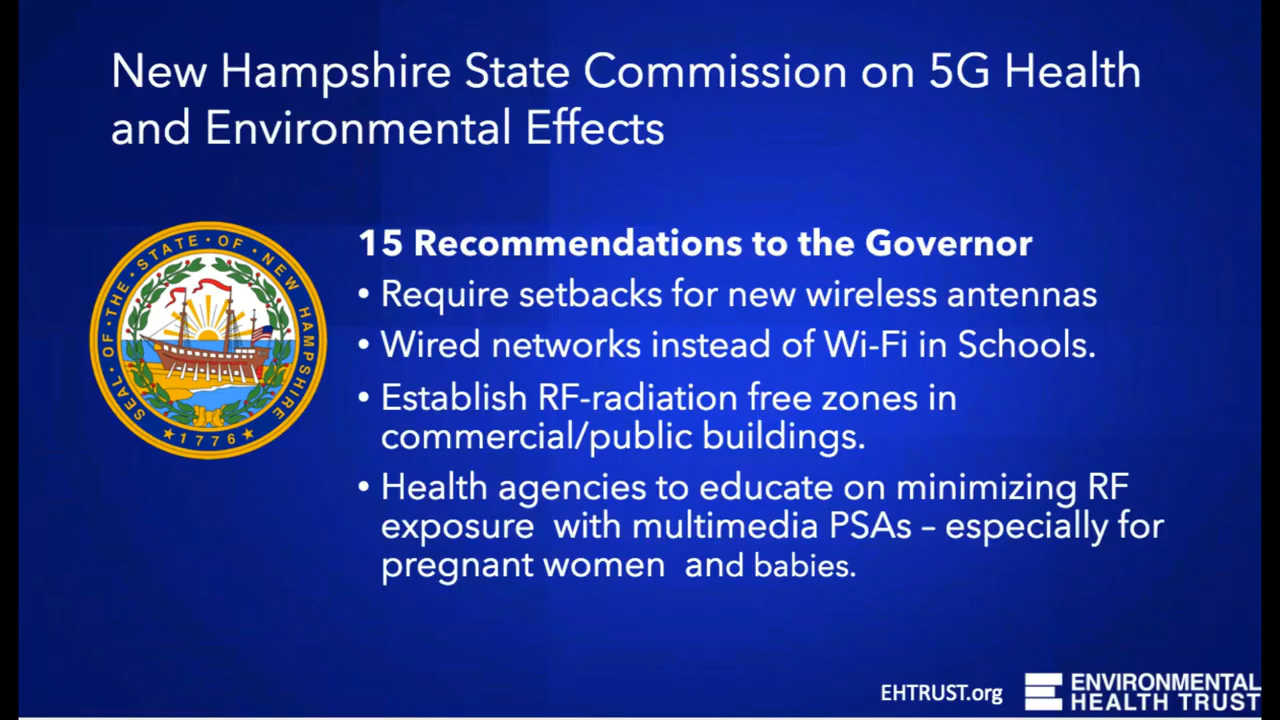 New Hampshire State Commission on 5G Health
and Environmental Effects
SEAL · OF · THE · STATE · OF · NEW HAMPSHIRE
★ 1776 ★
15 Recommendations to the Governor
• Require setbacks for new wireless antennas
• Wired networks instead of Wi-Fi in Schools.
• Establish RF-radiation free zones in
commercial/public buildings.
• Health agencies to educate on minimizing RF
exposure with multimedia PSAs – especially for
pregnant women and babies.
EHTRUST.org
ENVIRONMENTAL
HEALTH TRUST